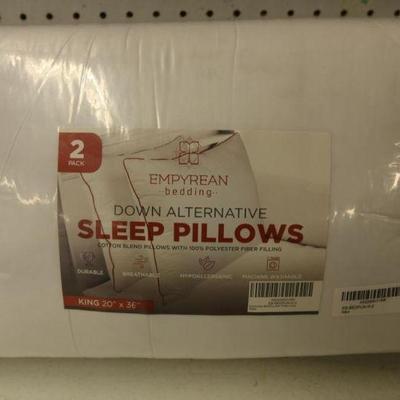 2
PACK
EMPYREAN
bedding
DOWN ALTERNATIVE
SLEEP PILLOWS
COTTON BLEND PILLOWS WITH 100% POLYESTER FIBER FILLING
DURABLE
BREATHABLE
HYPOALLERGENIC
MACHINE WASHABLE
KING 20" x 36"